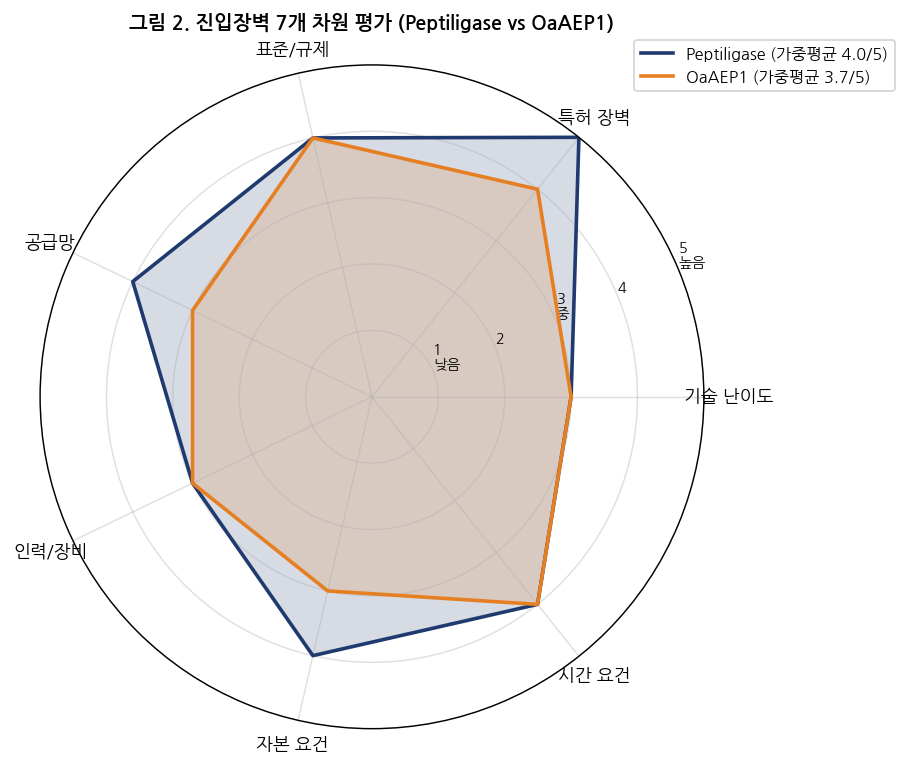 그림 2. 진입장벽 7개 차원 평가 (Peptiligase vs OaAEP1)
Peptiligase (가중평균 4.0/5)
OaAEP1 (가중평균 3.7/5)
표준/규제
특허 장벽
공급망
5
높음
4
3
중
2
1
낮음
기술 난이도
인력/장비
시간 요건
자본 요건